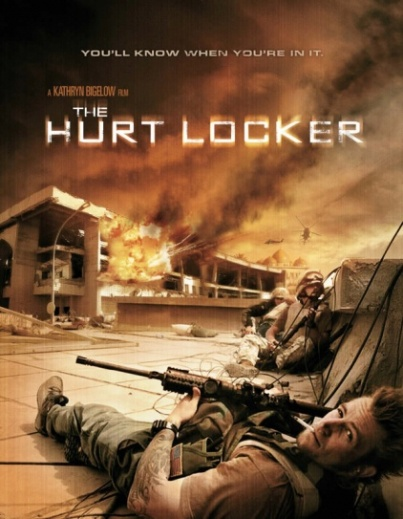 YOU'LL KNOW WHEN YOU'RE IN IT.
A KATHRYN BIGELOW FILM
THE
HURT LOCKER